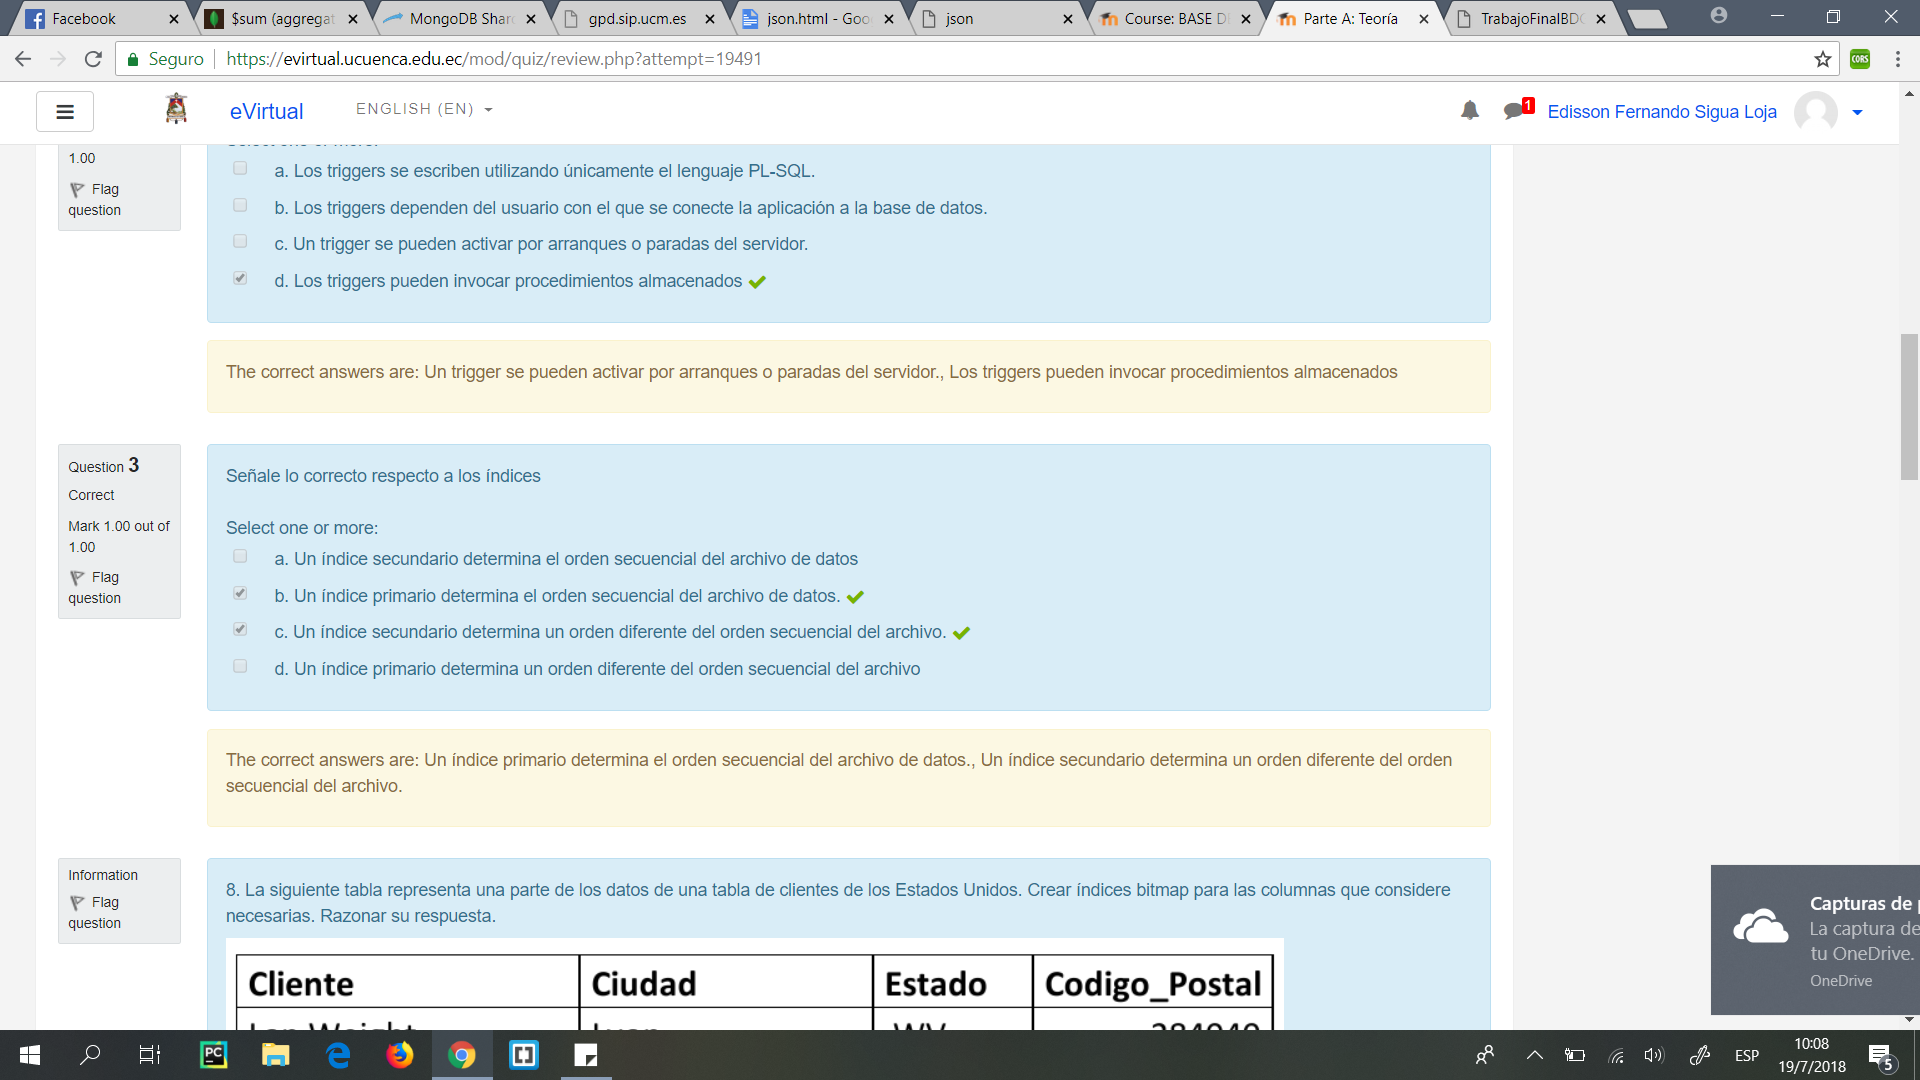 Facebook
$sum (aggregat
MongoDB Shar
gpd.sip.ucm.es
json.html - Goo
json
Course: BASE D
Parte A: Teoría
TrabajoFinalBD
Seguro
https://evirtual.ucuenca.edu.ec/mod/quiz/review.php?attempt=19491
CORS
eVirtual
ENGLISH (EN)
1
Edisson Fernando Sigua Loja
1.00
Flag
question
a. Los triggers se escriben utilizando únicamente el lenguaje PL-SQL.
b. Los triggers dependen del usuario con el que se conecte la aplicación a la base de datos.
c. Un trigger se pueden activar por arranques o paradas del servidor.
d. Los triggers pueden invocar procedimientos almacenados
The correct answers are: Un trigger se pueden activar por arranques o paradas del servidor., Los triggers pueden invocar procedimientos almacenados
Question 3
Correct
Mark 1.00 out of
1.00
Flag
question
Señale lo correcto respecto a los índices
Select one or more:
a. Un índice secundario determina el orden secuencial del archivo de datos
b. Un índice primario determina el orden secuencial del archivo de datos.
c. Un índice secundario determina un orden diferente del orden secuencial del archivo.
d. Un índice primario determina un orden diferente del orden secuencial del archivo
The correct answers are: Un índice primario determina el orden secuencial del archivo de datos., Un índice secundario determina un orden diferente del orden
secuencial del archivo.
Information
Flag
question
8. La siguiente tabla representa una parte de los datos de una tabla de clientes de los Estados Unidos. Crear índices bitmap para las columnas que considere
necesarias. Razonar su respuesta.
Cliente
Ciudad
Estado
Codigo_Postal
Capturas de
La captura de
tu OneDrive.
OneDrive
PC
ESP
10:08
19/7/2018
5